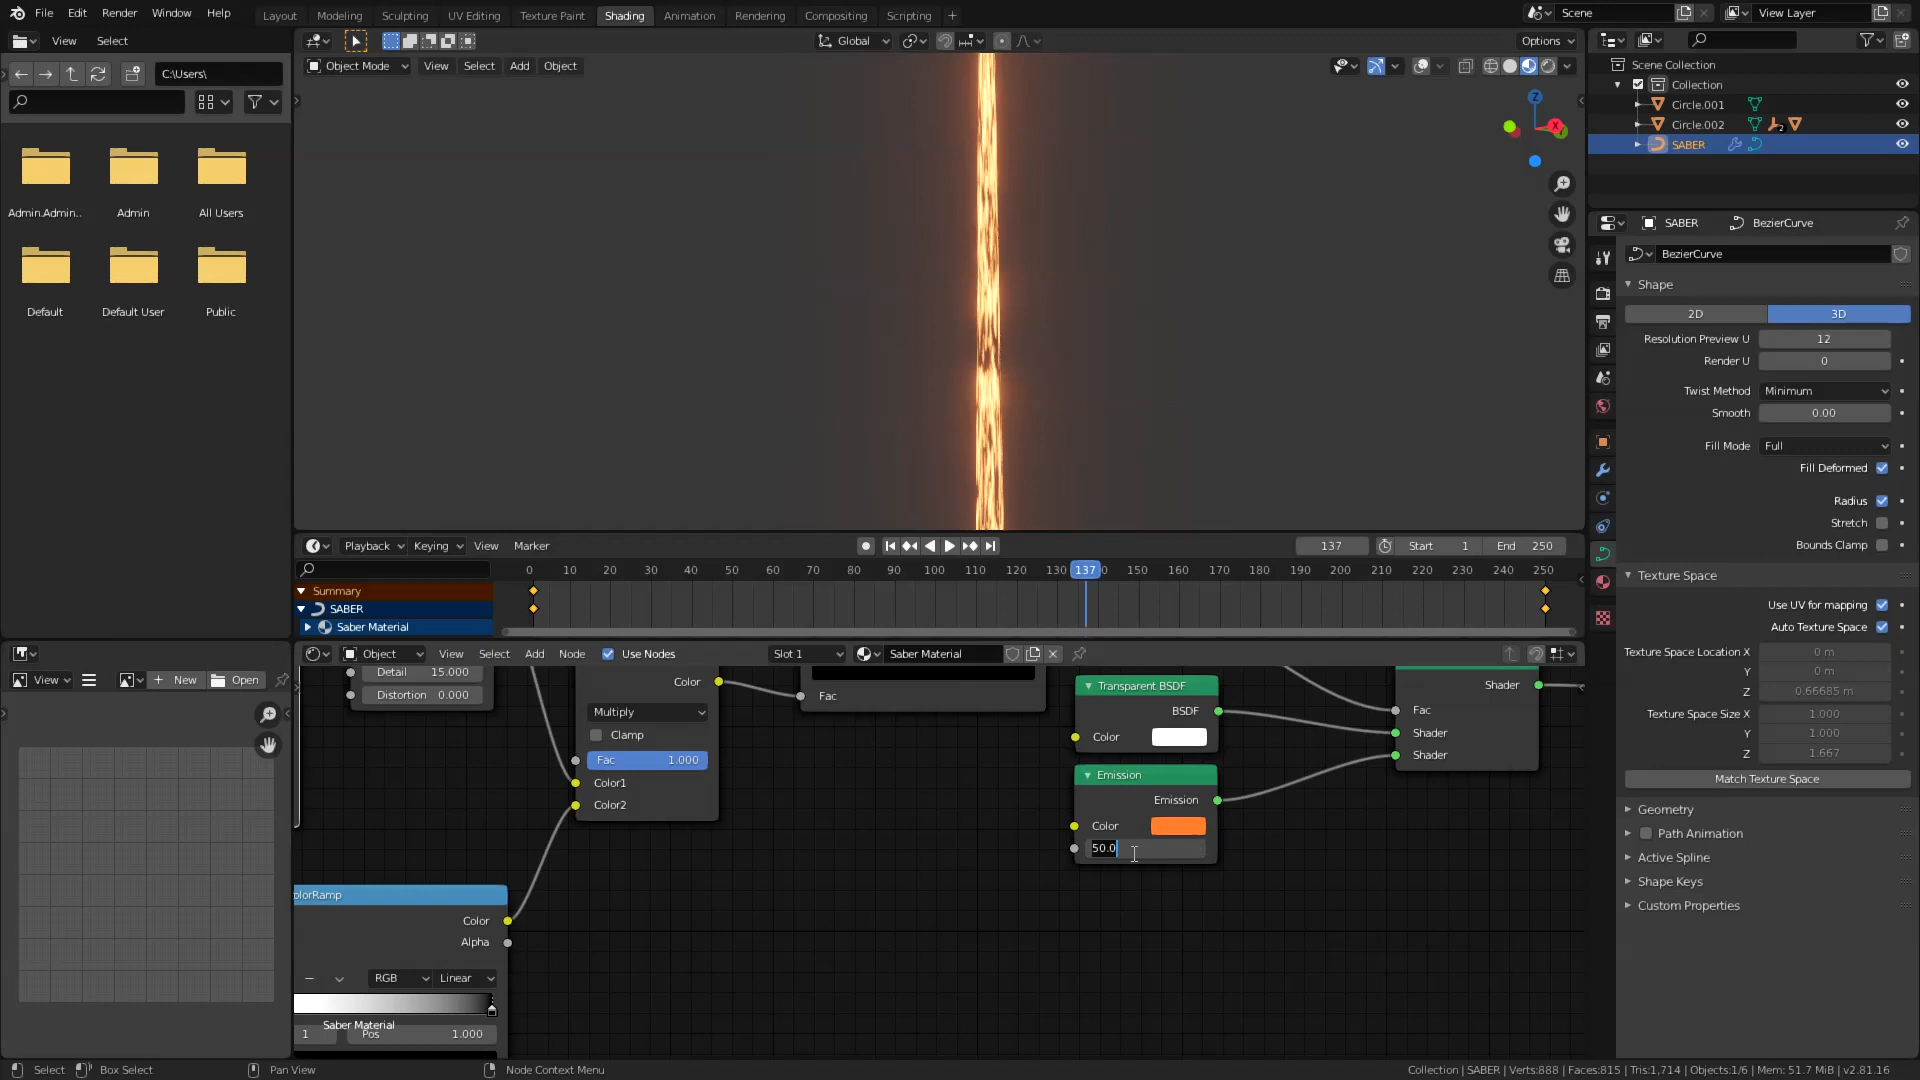 File Edit Render Window Help
Layout Modeling Sculpting UV Editing Texture Paint Shading Animation Rendering Compositing Scripting +
Scene View Layer
View Select
Global Options
C:\Users\
Object Mode View Select Add Object
Admin.Admin.. Admin All Users
Default Default User Public
Z
X
Scene Collection
Collection
Circle.001
Circle.002 2
SABER
SABER BezierCurve
BezierCurve
Shape
2D 3D
Resolution Preview U 12
Render U 0
Twist Method Minimum
Smooth 0.00
Fill Mode Full
Fill Deformed
Radius
Stretch
Bounds Clamp
Texture Space
Use UV for mapping
Auto Texture Space
Texture Space Location X 0 m
Y 0 m
Z 0.66685 m
Texture Space Size X 1.000
Y 1.000
Z 1.667
Match Texture Space
Geometry
Path Animation
Active Spline
Shape Keys
Custom Properties
Playback Keying View Marker 137 Start 1 End 250
0 10 20 30 40 50 60 70 80 90 100 110 120 130 137 0 150 160 170 180 190 200 210 220 230 240 250
Summary
SABER
Saber Material
Object View Select Add Node Use Nodes Slot 1 Saber Material
View New Open
Detail 15.000
Distortion 0.000
Color
Multiply
Clamp
Fac 1.000
Color1
Color2
Fac
Transparent BSDF
BSDF
Color
Emission
Emission
Color
50.0
Shader
Fac
Shader
Shader
olorRamp
Color
Alpha
RGB Linear
1 Pos 1.000
Saber Material
Select Box Select Pan View Node Context Menu
Collection | SABER | Verts:888 | Faces:815 | Tris:1,714 | Objects:1/6 | Mem: 51.7 MiB | v2.81.16